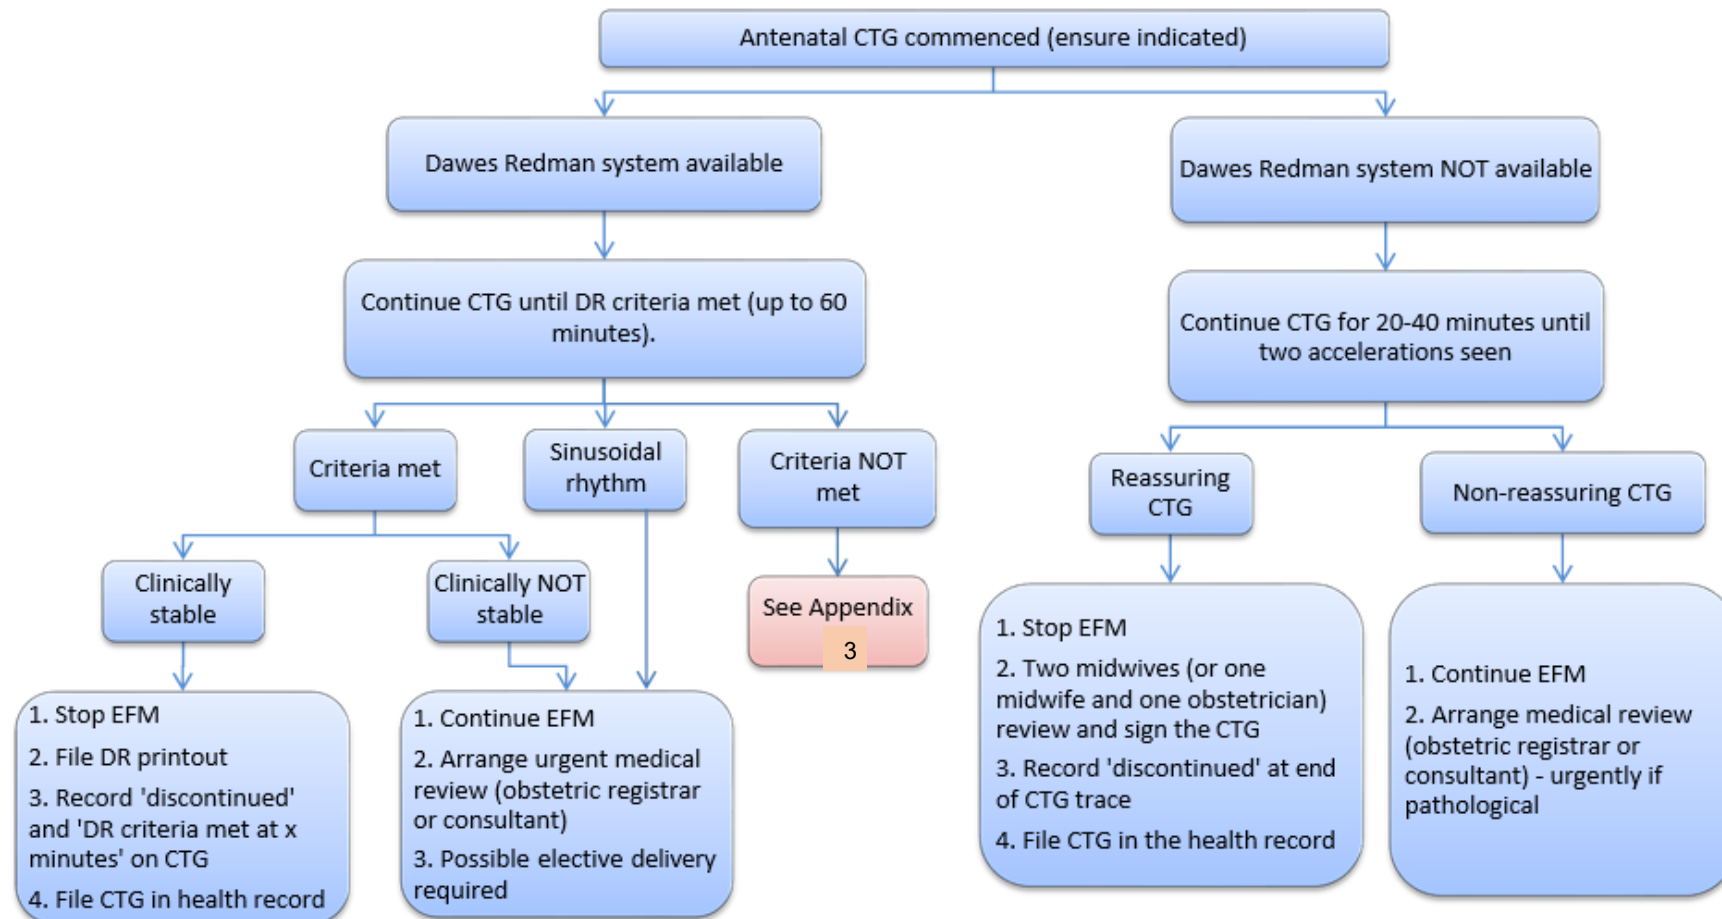 Antenatal CTG commenced (ensure indicated)
Dawes Redman system available
Dawes Redman system NOT available
Continue CTG until DR criteria met (up to 60
minutes).
Continue CTG for 20-40 minutes until
two accelerations seen
Criteria met
Sinusoidal
rhythm
Criteria NOT
met
Reassuring
CTG
Non-reassuring CTG
Clinically
stable
Clinically NOT
stable
See Appendix
3
1. Stop EFM
2. File DR printout
3. Record 'discontinued'
and 'DR criteria met at x
minutes' on CTG
4. File CTG in health record
1. Continue EFM
2. Arrange urgent medical
review (obstetric registrar
or consultant)
3. Possible elective delivery
required
1. Stop EFM
2. Two midwives (or one
midwife and one obstetrician)
review and sign the CTG
3. Record 'discontinued' at end
of CTG trace
4. File CTG in the health record
1. Continue EFM
2. Arrange medical review
(obstetric registrar or
consultant) - urgently if
pathological